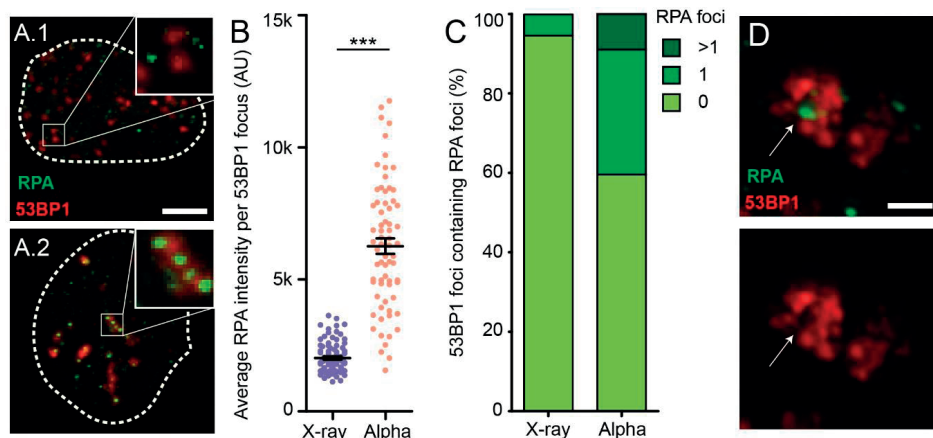 A.1
RPA
53BP1
A.2
B
Average RPA intensity per 53BP1 focus (AU)
15k
10k
5k
0
***
X-ray
Alpha
C
53BP1 foci containing RPA foci (%)
100
80
60
40
20
0
X-ray
Alpha
RPA foci
>1
1
0
D
RPA
53BP1